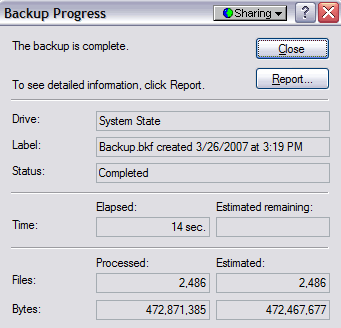 Backup Progress Sharing ?
The backup is complete. Close
To see detailed information, click Report. Report...
Drive: System State
Label: Backup.bkf created 3/26/2007 at 3:19 PM
Status: Completed
Elapsed: Estimated remaining:
Time: 14 sec.
Processed: Estimated:
Files: 2,486 2,486
Bytes: 472,871,385 472,467,677